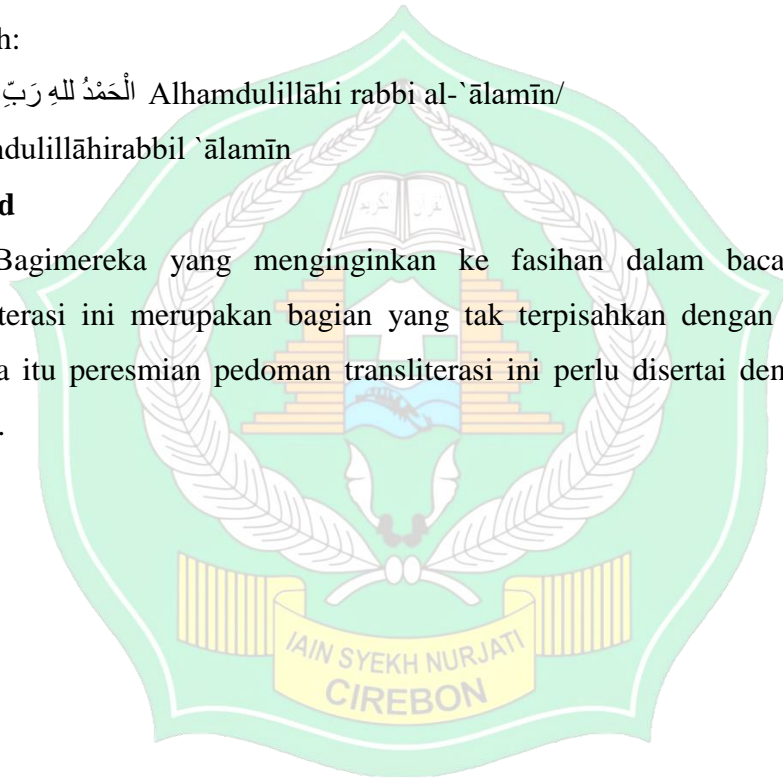 h:
الْحَمْدُ للهِ رَبِّ Alhamdulillāhi rabbi al-`ālamīn/
dulillāhirabbil `ālamīn
d
Bagimereka yang menginginkan ke fasihan dalam baca
terasi ini merupakan bagian yang tak terpisahkan dengan
a itu peresmian pedoman transliterasi ini perlu disertai den
.
IAIN SYEKH NURJATI
CIREBON